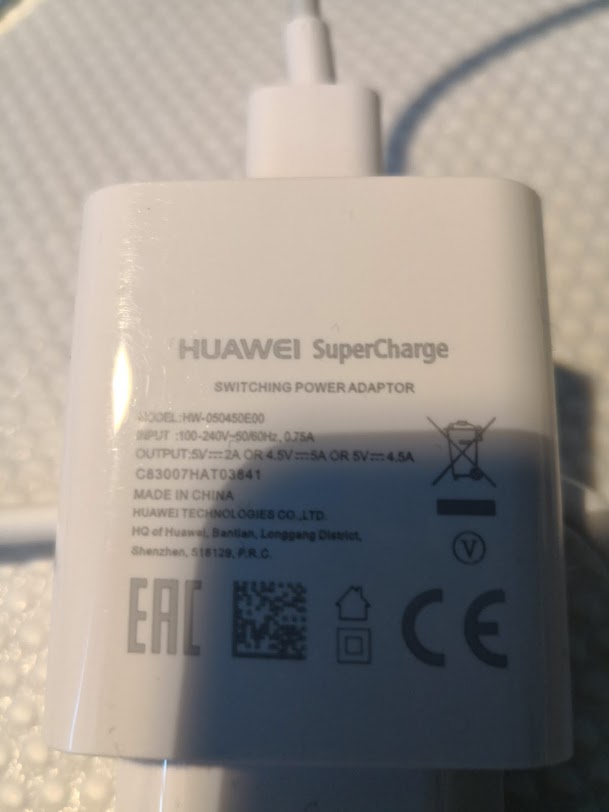 HUAWEI SuperCharge
SWITCHING POWER ADAPTOR
MODEL:HW-050450E00
INPUT :100-240V~50/60Hz, 0.75A
OUTPUT:5V⎓2A OR 4.5V⎓5A OR 5V⎓4.5A
C83007HAT03841
MADE IN CHINA
HUAWEI TECHNOLOGIES CO.,LTD.
HQ of Huawei, Bantian, Longgang District,
Shenzhen, 518129, P.R.C.
V
EAC
CE